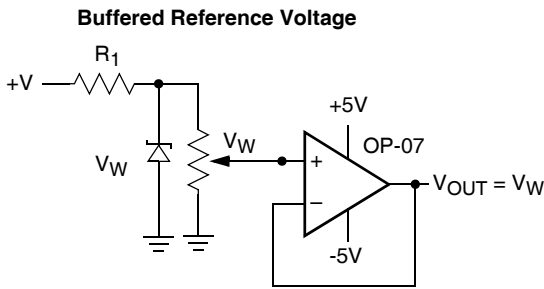 Buffered Reference Voltage
R1
+V
+5V
VW
OP-07
VW
+
VOUT = VW
–
-5V